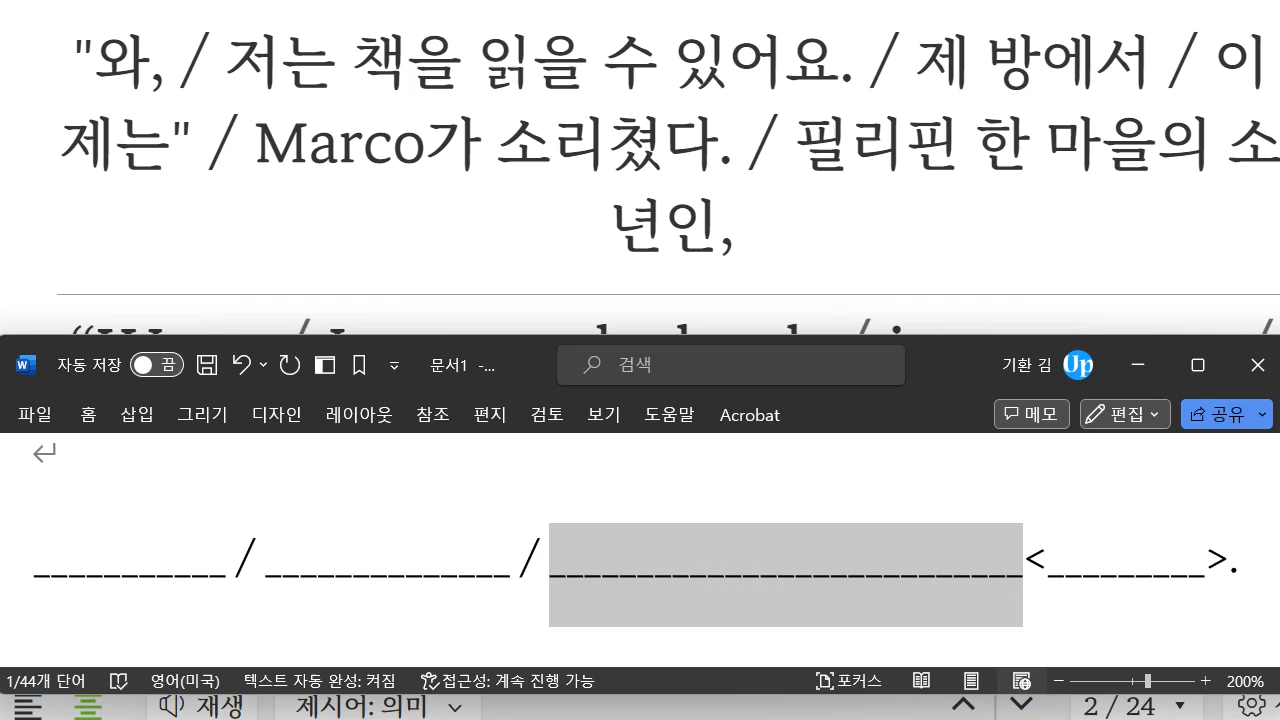 "와, / 저는 책을 읽을 수 있어요. / 제 방에서 / 이
제는" / Marco가 소리쳤다. / 필리핀 한 마을의 소
년인,
자동 저장 끔 문서1 -... 검색 기환 김 Up
파일 홈 삽입 그리기 디자인 레이아웃 참조 편지 검토 보기 도움말 Acrobat 메모 편집 공유
__________ / _____________ / _________________________<________>.
1/44개 단어 영어(미국) 텍스트 자동 완성: 켜짐 접근성: 계속 진행 가능 포커스 200%
재생 제시어: 의미 2 / 24